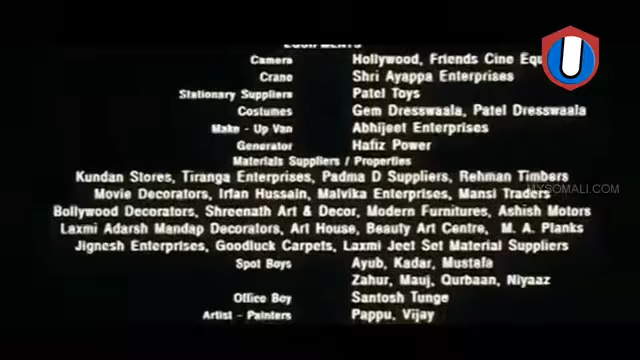 EQUIPMENTS
Camera Hollywood, Friends Cine Equ
Crane Shri Ayappa Enterprises
Stationary Suppliers Patel Toys
Costumes Gem Dresswaala, Patel Dresswaala
Make - Up Van Abhijeet Enterprises
Generator Hafiz Power
Materials Suppliers / Properties
Kundan Stores, Tiranga Enterprises, Padma D Suppliers, Rehman Timbers
Movie Decorators, Irfan Hussain, Malvika Enterprises, Mansi Traders
Bollywood Decorators, Shreenath Art & Decor, Modern Furnitures, Ashish Motors
Laxmi Adarsh Mandap Decorators, Art House, Beauty Art Centre, M. A. Planks
Jignesh Enterprises, Goodluck Carpets, Laxmi Jeet Set Material Suppliers
Spot Boys Ayub, Kadar, Mustafa
Zahur, Mauj, Qurbaan, Niyaaz
Office Boy Santosh Tunge
Artist - Painters Pappu, Vijay
U
MYSOMALI.COM